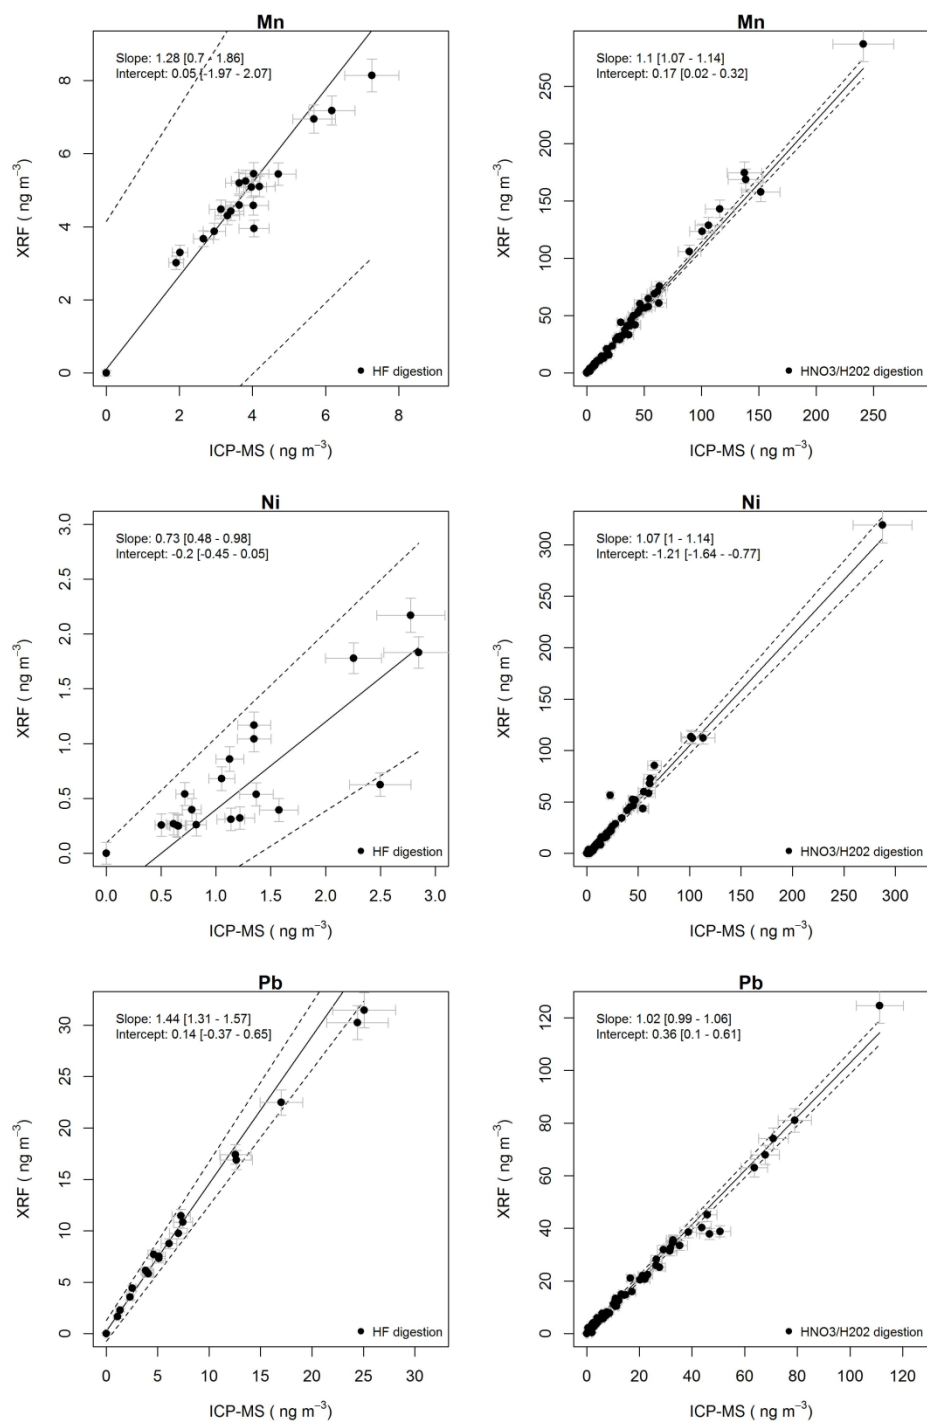 Mn
Slope: 1.28 [0.7 - 1.86]
Intercept: 0.05 [-1.97 - 2.07]
XRF ( ng m⁻³)
0 2 4 6 8
HF digestion
0 2 4 6 8
ICP-MS ( ng m⁻³)
Mn
Slope: 1.1 [1.07 - 1.14]
Intercept: 0.17 [0.02 - 0.32]
XRF ( ng m⁻³)
0 50 100 150 200 250
HNO3/H202 digestion
0 50 100 150 200 250
ICP-MS ( ng m⁻³)
Ni
Slope: 0.73 [0.48 - 0.98]
Intercept: -0.2 [-0.45 - 0.05]
XRF ( ng m⁻³)
0.0 0.5 1.0 1.5 2.0 2.5 3.0
HF digestion
0.0 0.5 1.0 1.5 2.0 2.5 3.0
ICP-MS ( ng m⁻³)
Ni
Slope: 1.07 [1 - 1.14]
Intercept: -1.21 [-1.64 - -0.77]
XRF ( ng m⁻³)
0 50 100 150 200 250 300
HNO3/H202 digestion
0 50 100 150 200 250 300
ICP-MS ( ng m⁻³)
Pb
Slope: 1.44 [1.31 - 1.57]
Intercept: 0.14 [-0.37 - 0.65]
XRF ( ng m⁻³)
0 5 10 15 20 25 30
HF digestion
0 5 10 15 20 25 30
ICP-MS ( ng m⁻³)
Pb
Slope: 1.02 [0.99 - 1.06]
Intercept: 0.36 [0.1 - 0.61]
XRF ( ng m⁻³)
0 20 40 60 80 100 120
HNO3/H202 digestion
0 20 40 60 80 100 120
ICP-MS ( ng m⁻³)